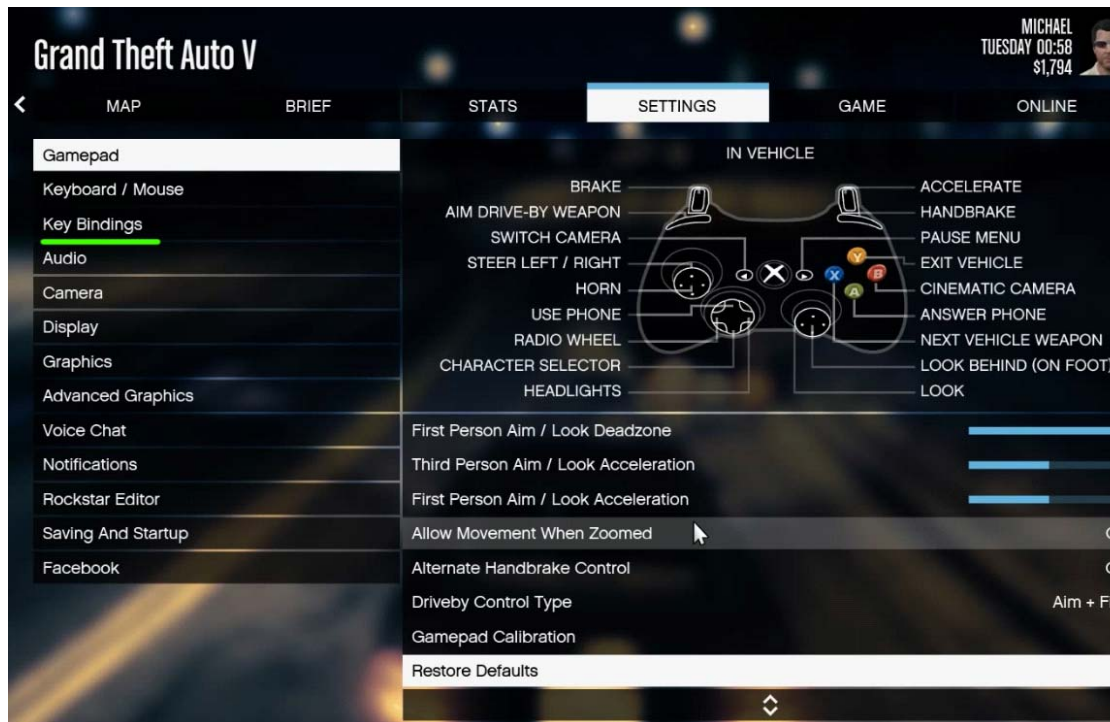 Grand Theft Auto V
MICHAEL
TUESDAY 00:58
$1,794
MAP BRIEF STATS SETTINGS GAME ONLINE
Gamepad
Keyboard / Mouse
Key Bindings
Audio
Camera
Display
Graphics
Advanced Graphics
Voice Chat
Notifications
Rockstar Editor
Saving And Startup
Facebook
IN VEHICLE
BRAKE
AIM DRIVE-BY WEAPON
SWITCH CAMERA
STEER LEFT / RIGHT
HORN
USE PHONE
RADIO WHEEL
CHARACTER SELECTOR
HEADLIGHTS
Y
X
B
A
ACCELERATE
HANDBRAKE
PAUSE MENU
EXIT VEHICLE
CINEMATIC CAMERA
ANSWER PHONE
NEXT VEHICLE WEAPON
LOOK BEHIND (ON FOOT)
LOOK
First Person Aim / Look Deadzone
Third Person Aim / Look Acceleration
First Person Aim / Look Acceleration
Allow Movement When Zoomed
Alternate Handbrake Control
Driveby Control Type Aim + F
Gamepad Calibration
Restore Defaults